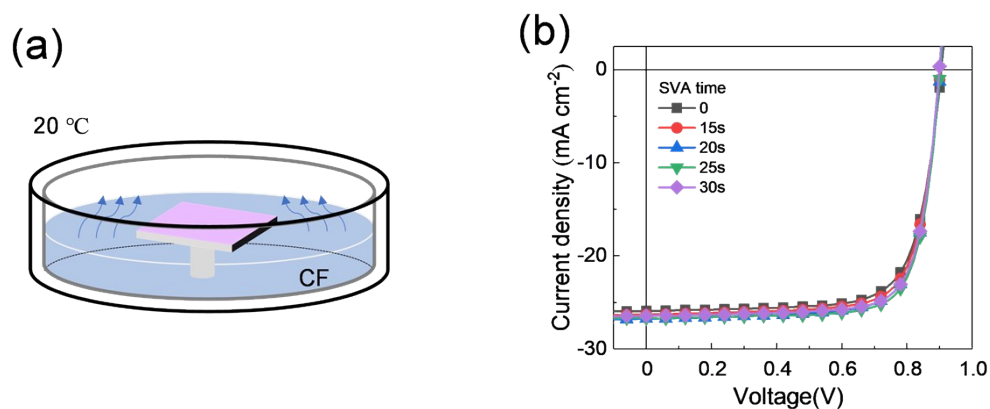 (a)
20 ℃
CF
(b)
Current density (mA cm⁻²)
0
-10
-20
-30
SVA time
0
15s
20s
25s
30s
0
0.2
0.4
0.6
0.8
1.0
Voltage(V)